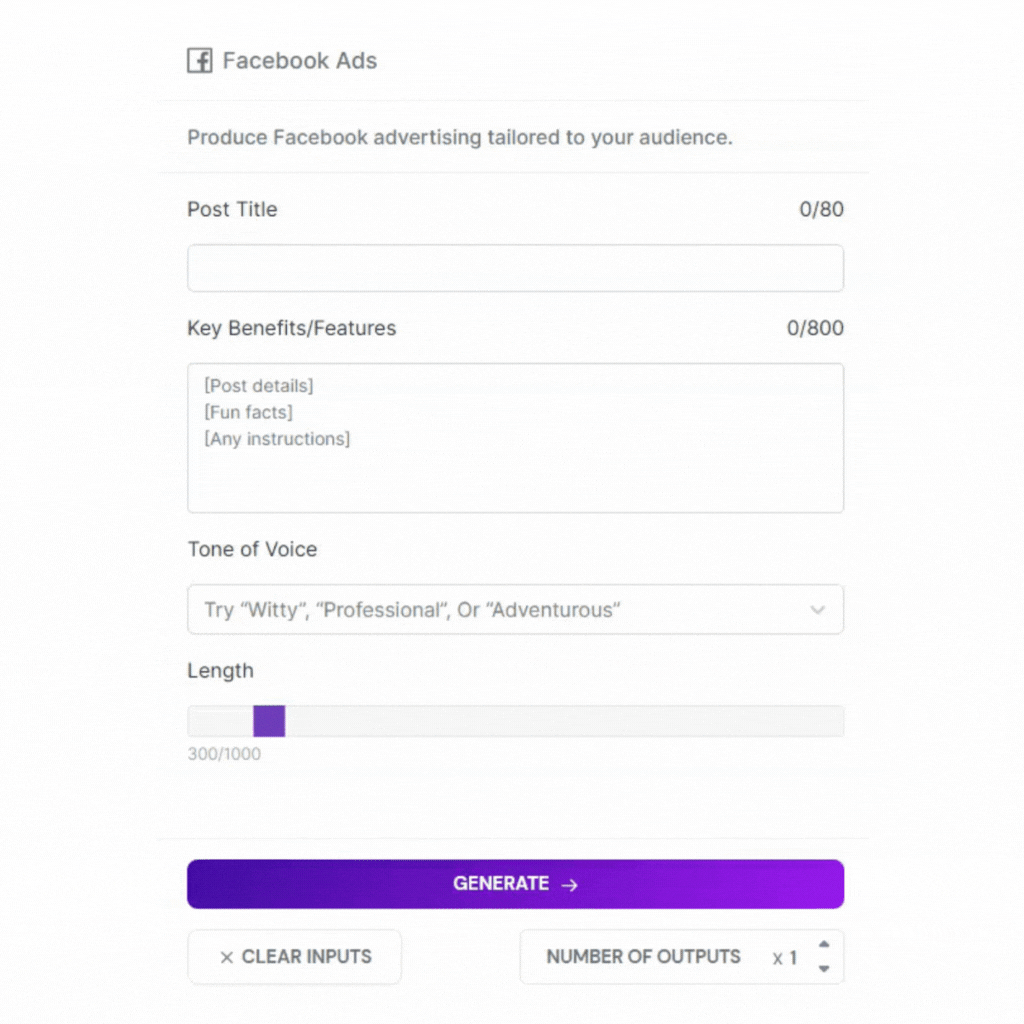 Facebook Ads
Produce Facebook advertising tailored to your audience.
Post Title 0/80
Key Benefits/Features 0/800
[Post details]
[Fun facts]
[Any instructions]
Tone of Voice
Try “Witty”, “Professional”, Or “Adventurous”
Length
300/1000
GENERATE →
× CLEAR INPUTS NUMBER OF OUTPUTS x 1